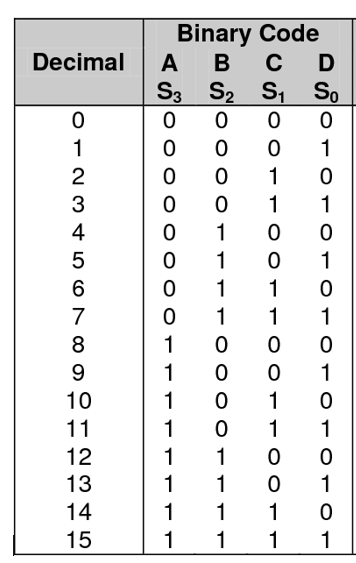 Binary Code
Decimal A B C D
S₃ S₂ S₁ S₀
0 0 0 0 0
1 0 0 0 1
2 0 0 1 0
3 0 0 1 1
4 0 1 0 0
5 0 1 0 1
6 0 1 1 0
7 0 1 1 1
8 1 0 0 0
9 1 0 0 1
10 1 0 1 0
11 1 0 1 1
12 1 1 0 0
13 1 1 0 1
14 1 1 1 0
15 1 1 1 1